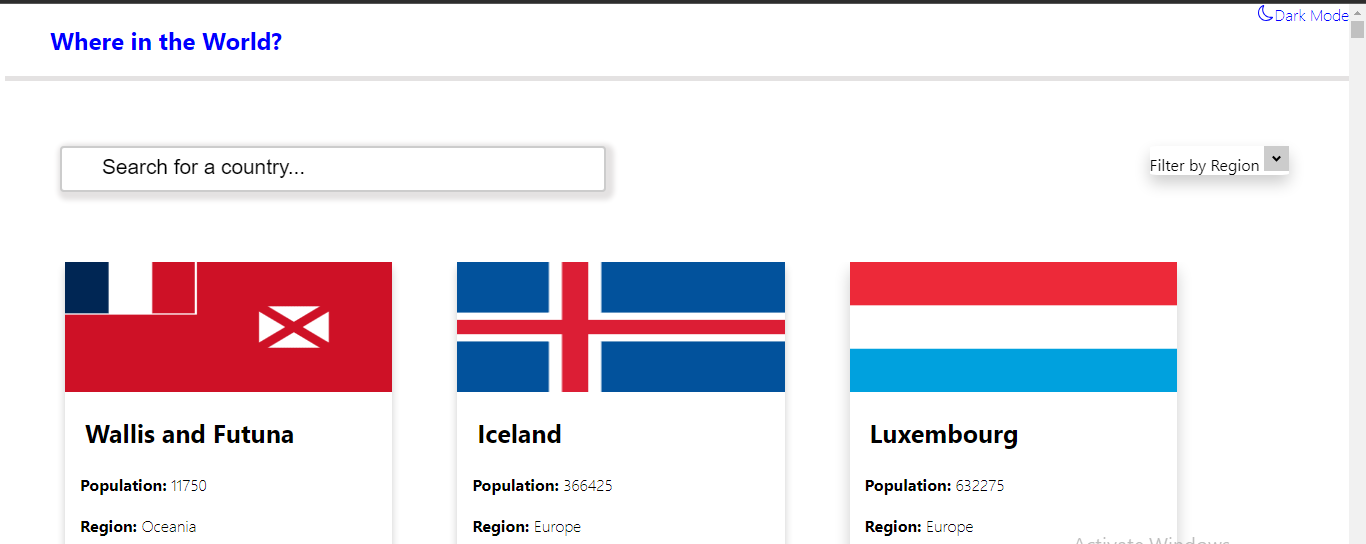 Dark Mode
Where in the World?
Search for a country...
Filter by Region
Wallis and Futuna
Iceland
Luxembourg
Population: 11750
Population: 366425
Population: 632275
Region: Oceania
Region: Europe
Region: Europe
Activate Windows